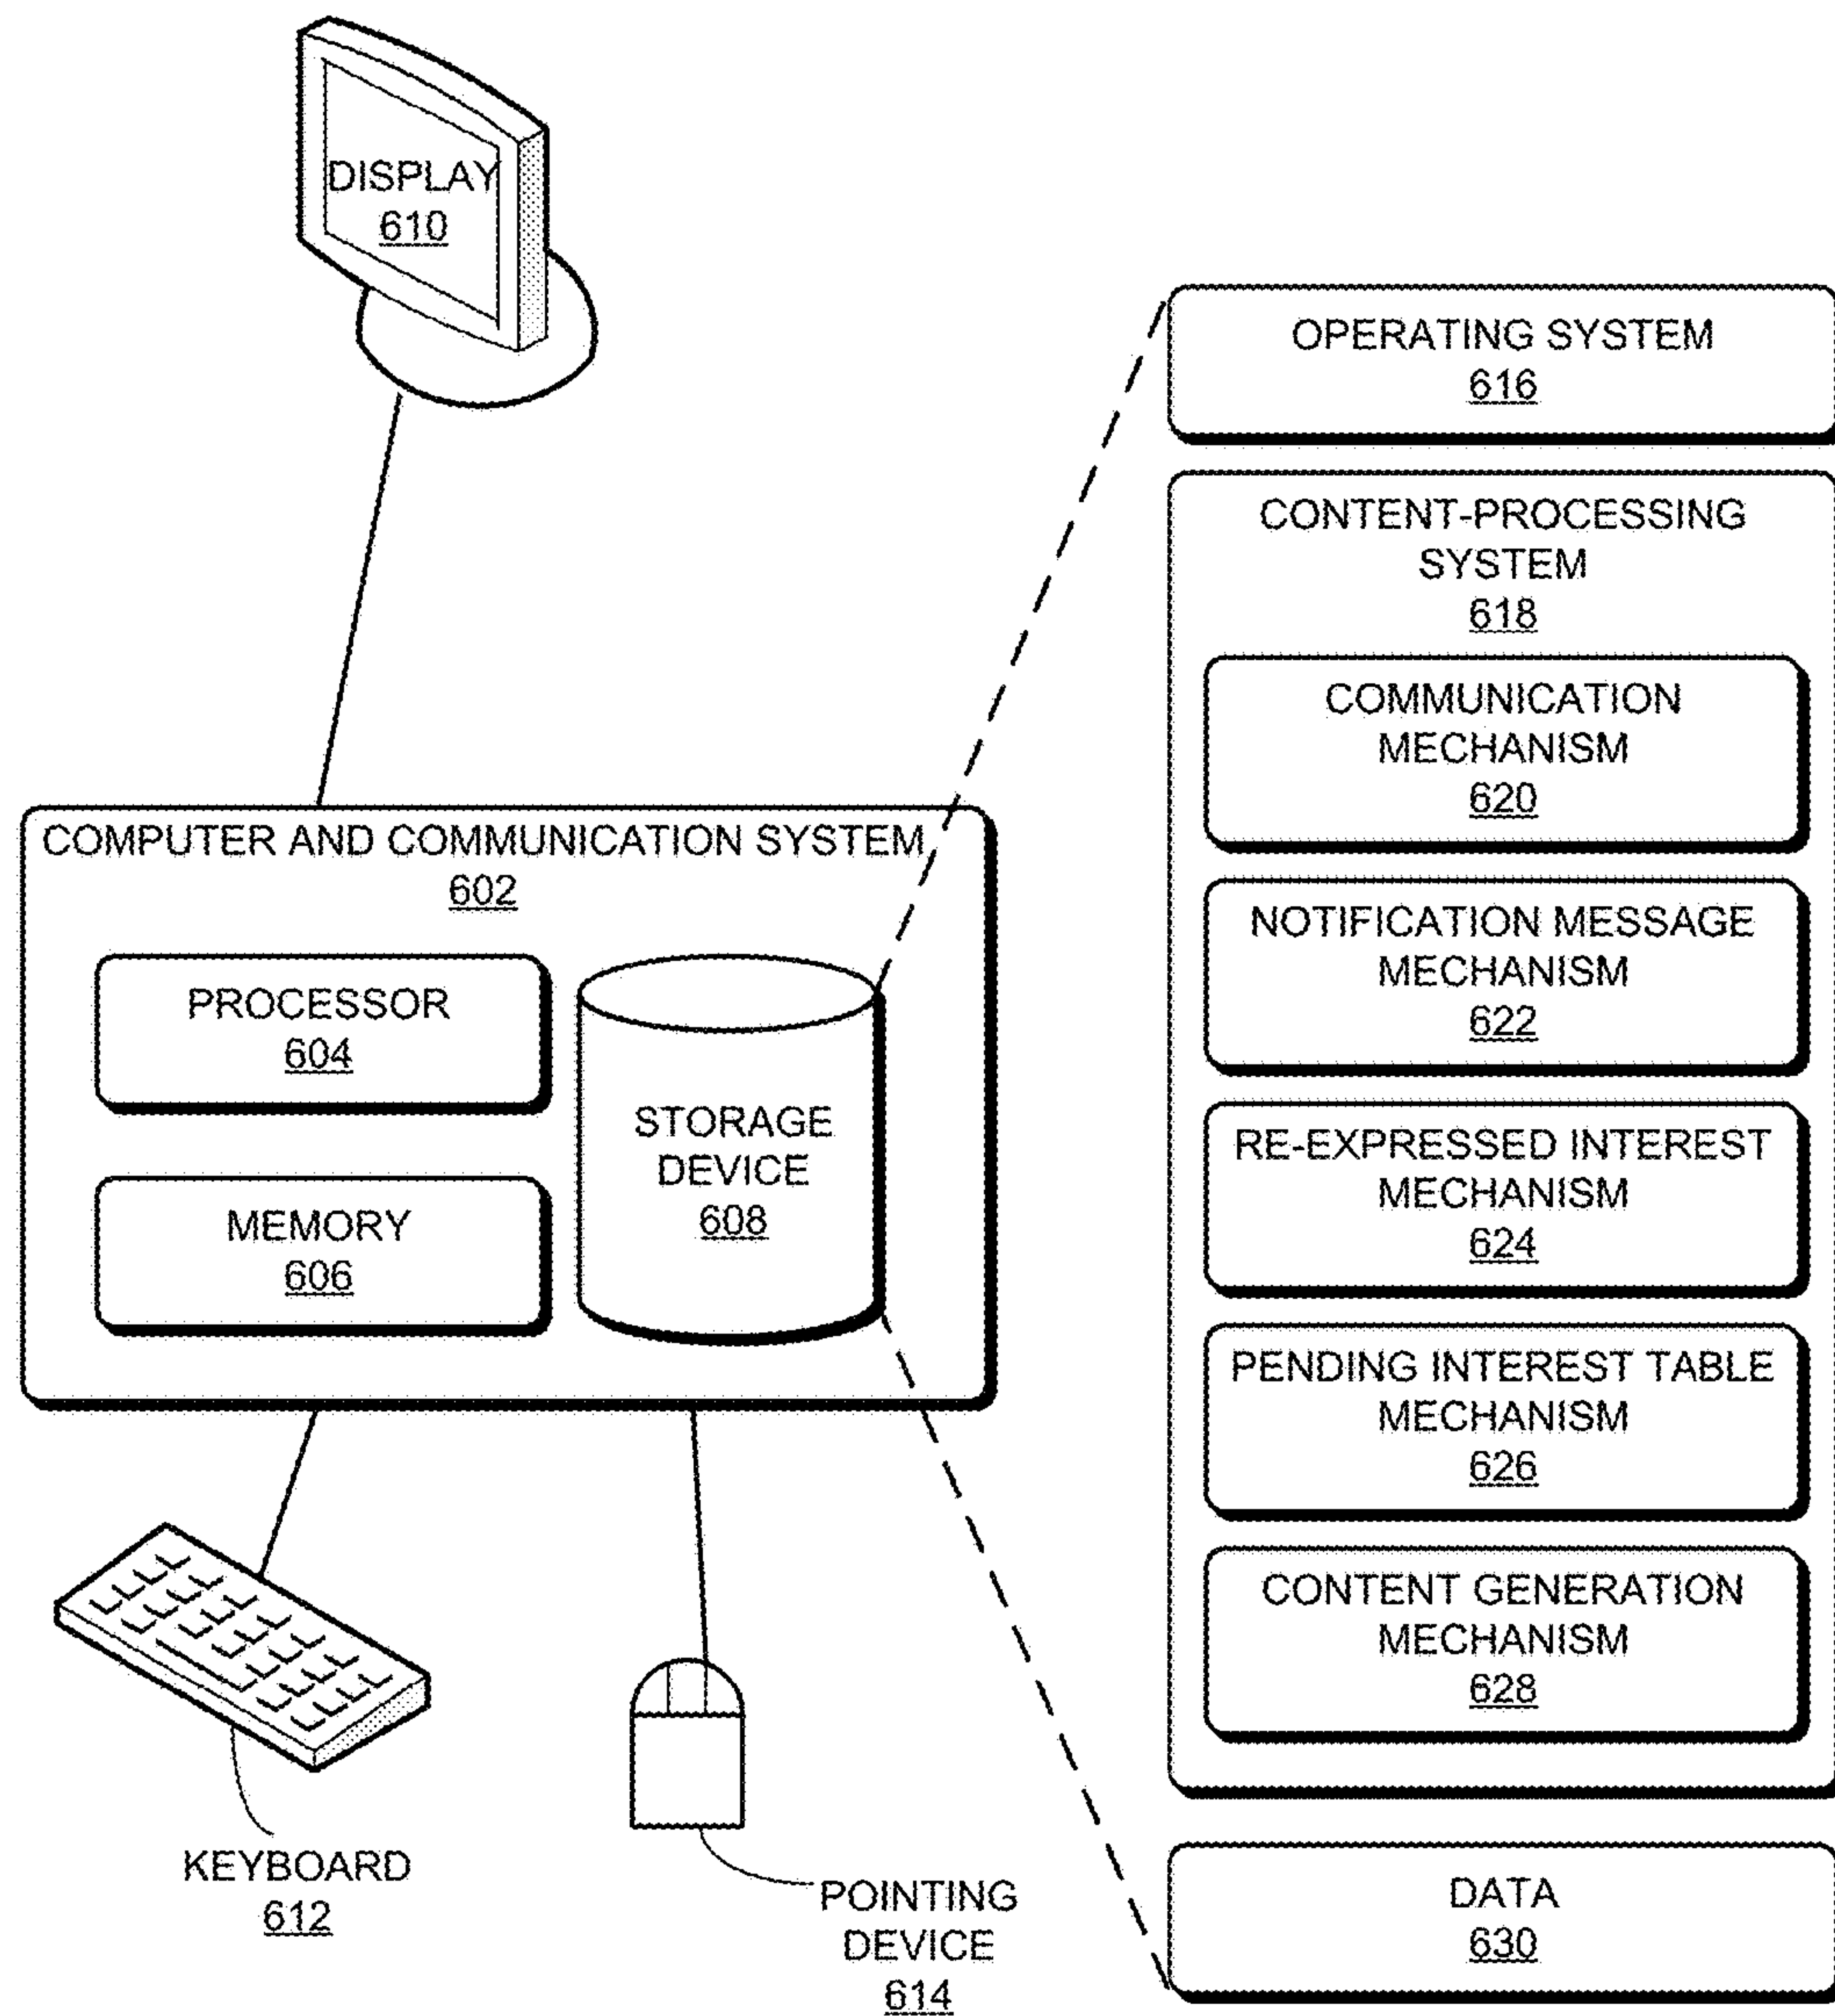 DISPLAY
610
COMPUTER AND COMMUNICATION SYSTEM
602
PROCESSOR
604
MEMORY
606
STORAGE
DEVICE
608
KEYBOARD
612
POINTING
DEVICE
614
OPERATING SYSTEM
616
CONTENT-PROCESSING
SYSTEM
618
COMMUNICATION
MECHANISM
620
NOTIFICATION MESSAGE
MECHANISM
622
RE-EXPRESSED INTEREST
MECHANISM
624
PENDING INTEREST TABLE
MECHANISM
626
CONTENT GENERATION
MECHANISM
628
DATA
630